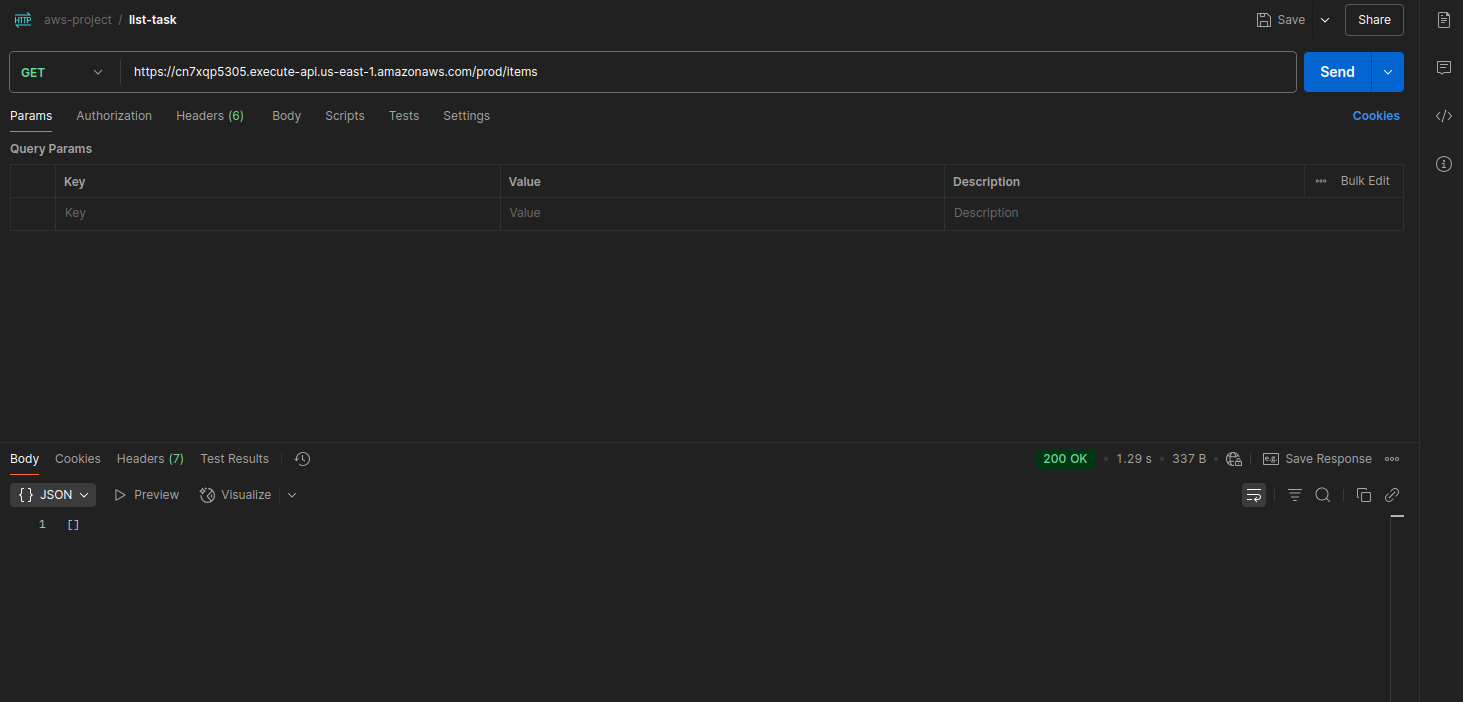 HTTP aws-project / list-task Save Share
GET https://cn7xqp5305.execute-api.us-east-1.amazonaws.com/prod/items Send
Params Authorization Headers (6) Body Scripts Tests Settings Cookies
Query Params
Key Value Description Bulk Edit
Key Value Description
Body Cookies Headers (7) Test Results 200 OK • 1.29 s • 337 B • e.g. Save Response
{} JSON Preview Visualize
1 []